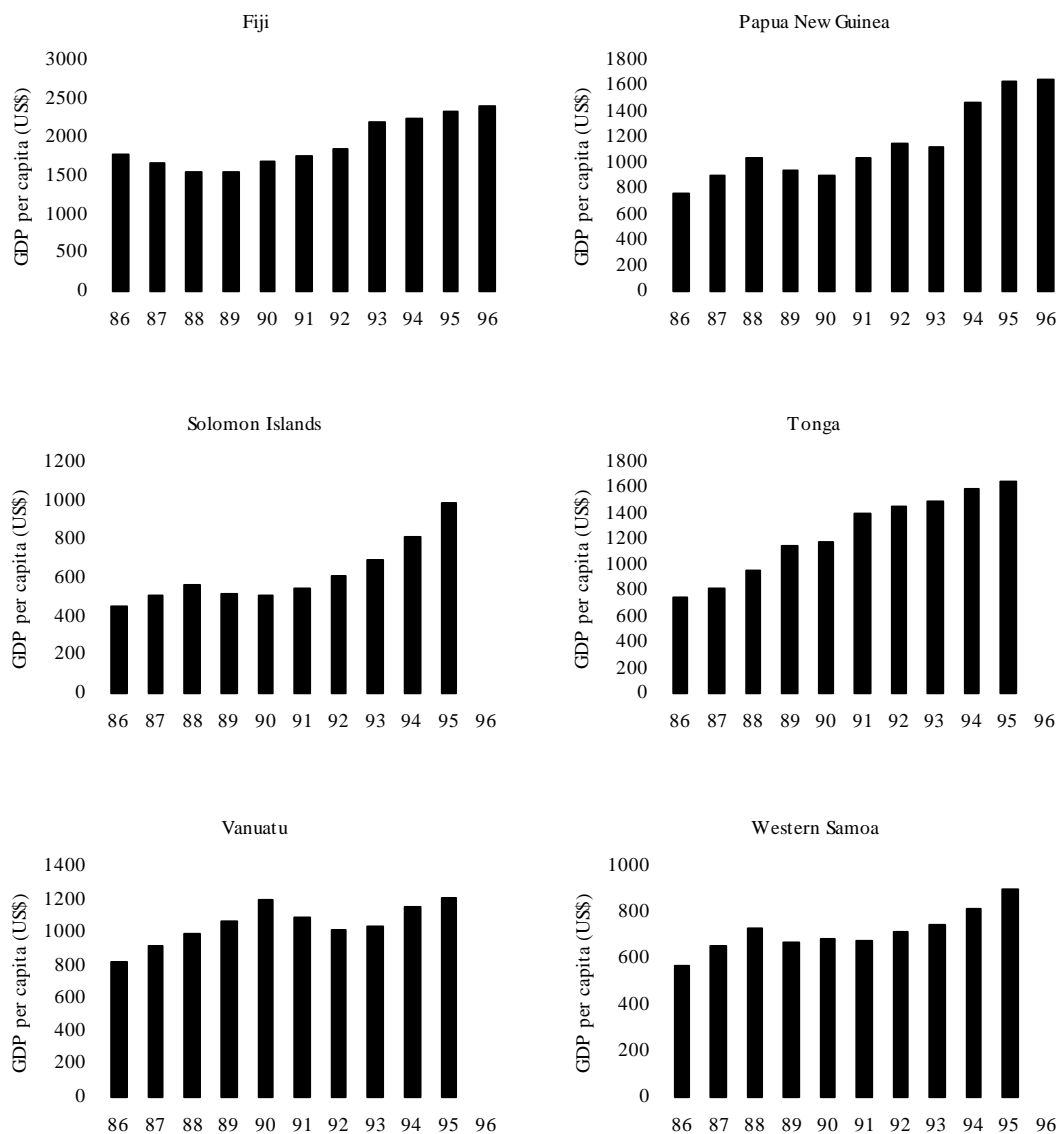 Fiji
GDP per capita (US$)
3000
2500
2000
1500
1000
500
0
86 87 88 89 90 91 92 93 94 95 96
Papua New Guinea
GDP per capita (US$)
1800
1600
1400
1200
1000
800
600
400
200
0
86 87 88 89 90 91 92 93 94 95 96
Solomon Islands
GDP per capita (US$)
1200
1000
800
600
400
200
0
86 87 88 89 90 91 92 93 94 95 96
Tonga
GDP per capita (US$)
1800
1600
1400
1200
1000
800
600
400
200
0
86 87 88 89 90 91 92 93 94 95 96
Vanuatu
GDP per capita (US$)
1400
1200
1000
800
600
400
200
0
86 87 88 89 90 91 92 93 94 95 96
Western Samoa
GDP per capita (US$)
1000
800
600
400
200
0
86 87 88 89 90 91 92 93 94 95 96